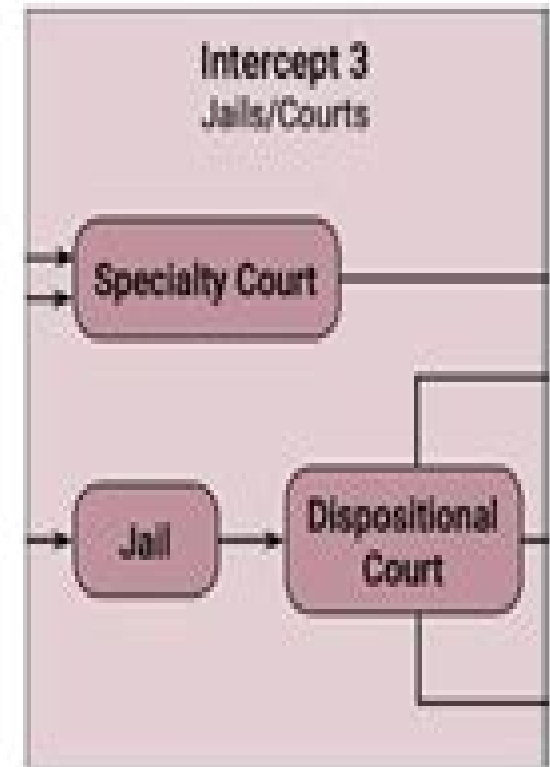 Intercept 3
Jails/Courts
Specialty Court
Jail
Dispositional
Court